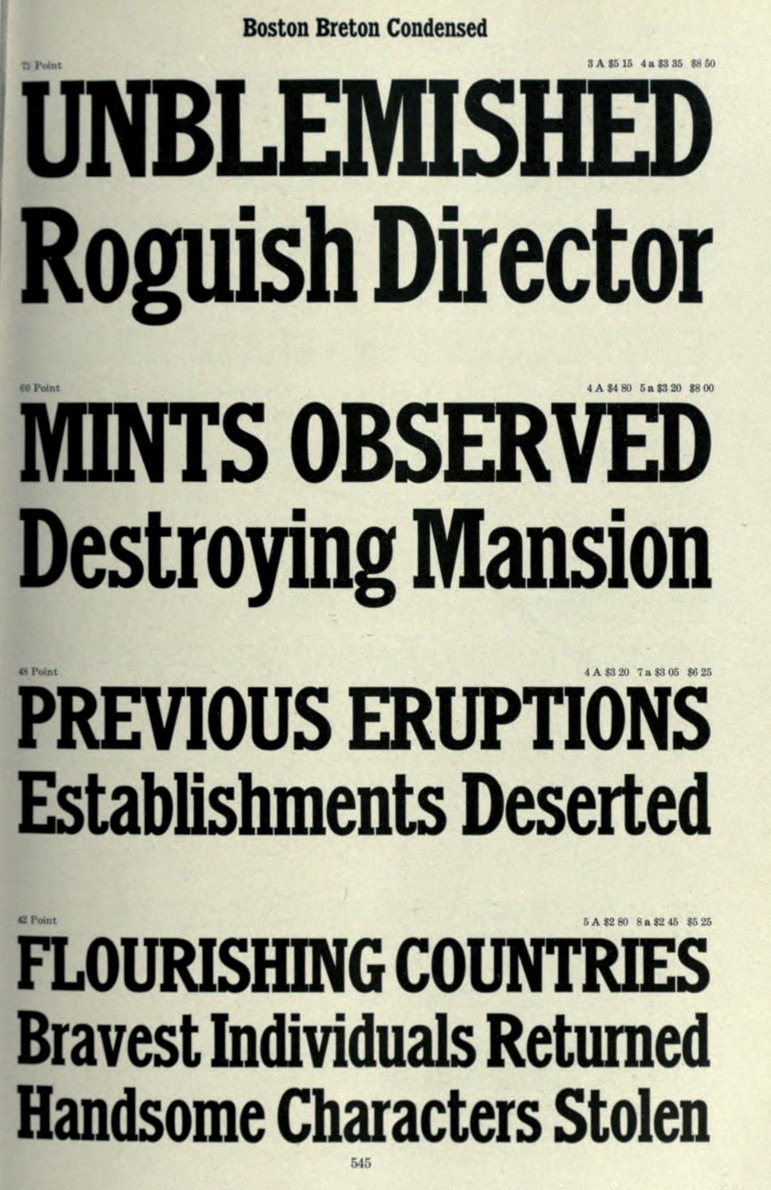 Boston Breton Condensed
72 Point 3 A $5 15 4 a $3 35 $8 50
UNBLEMISHED
Roguish Director
60 Point 4 A $4 80 5 a $3 20 $8 00
MINTS OBSERVED
Destroying Mansion
48 Point 4 A $3 20 7 a $3 05 $6 25
PREVIOUS ERUPTIONS
Establishments Deserted
42 Point 5 A $2 80 8 a $2 45 $5 25
FLOURISHING COUNTRIES
Bravest Individuals Returned
Handsome Characters Stolen
545